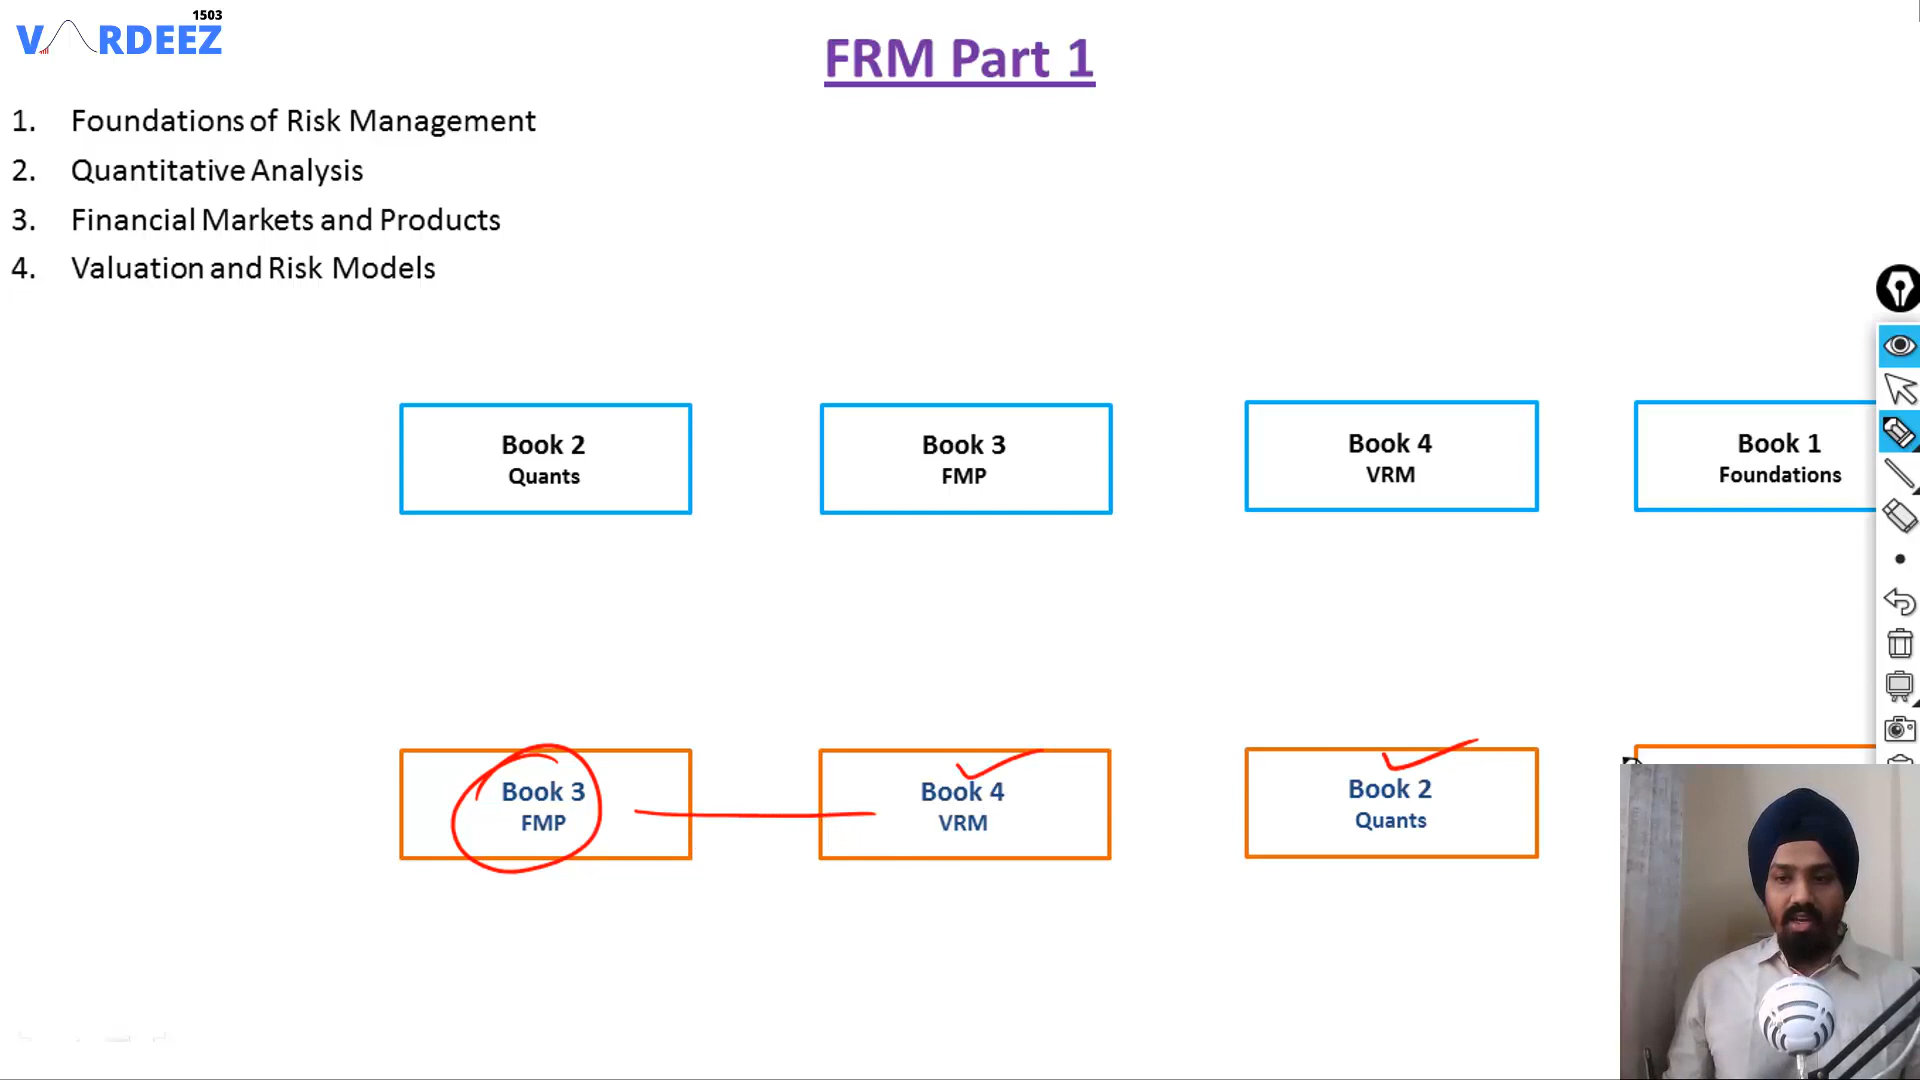 1503
VARDEEZ
FRM Part 1
1. Foundations of Risk Management
2. Quantitative Analysis
3. Financial Markets and Products
4. Valuation and Risk Models
Book 2
Quants
Book 3
FMP
Book 4
VRM
Book 1
Foundations
Book 3
FMP
Book 4
VRM
Book 2
Quants